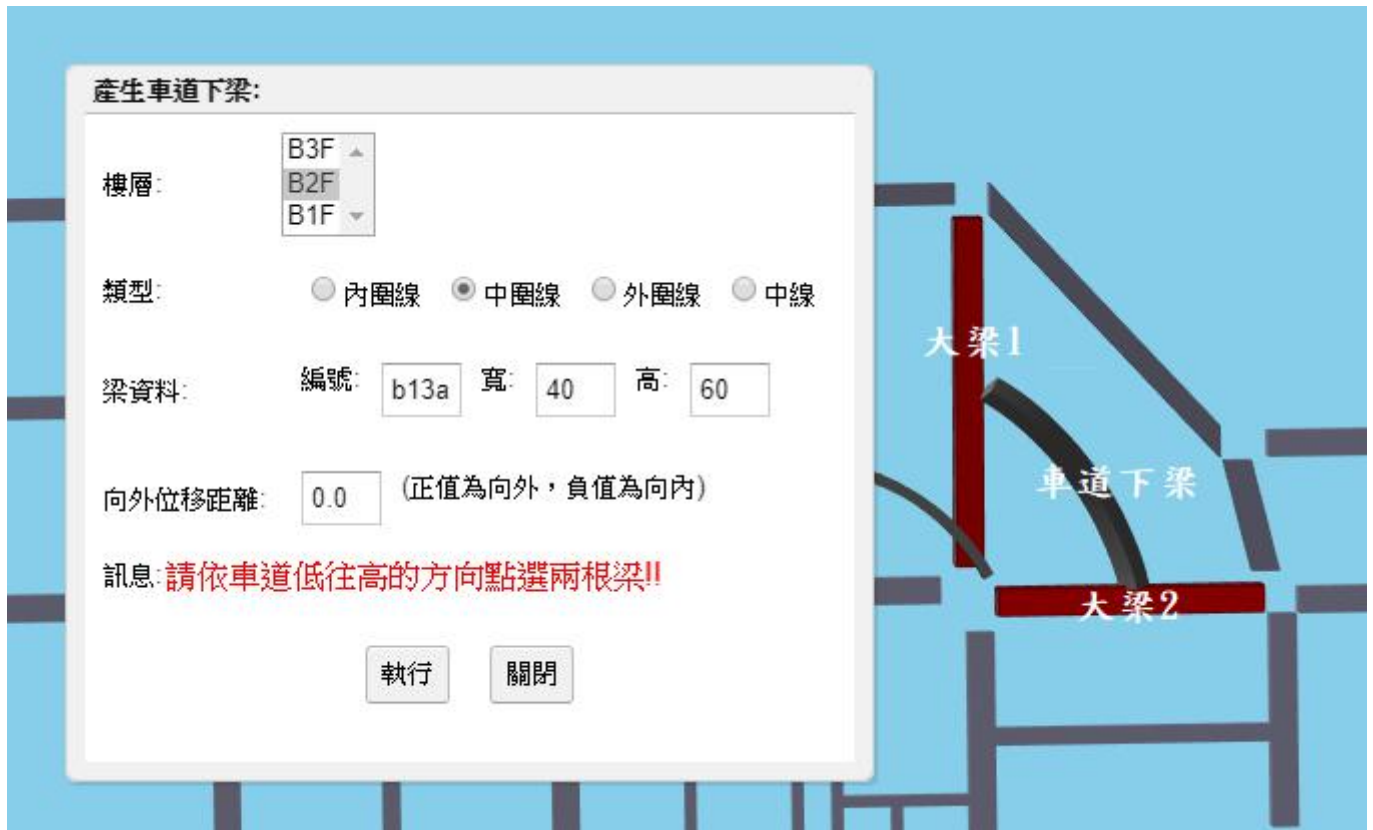 產生車道下梁:
樓層:
B3F
B2F
B1F
類型: 內圈線 中圈線 外圈線 中線
梁資料: 編號: b13a 寬: 40 高: 60
向外位移距離: 0.0 (正值為向外,負值為向內)
訊息:請依車道低往高的方向點選兩根梁!!
執行 關閉
大梁1
車道下梁
大梁2